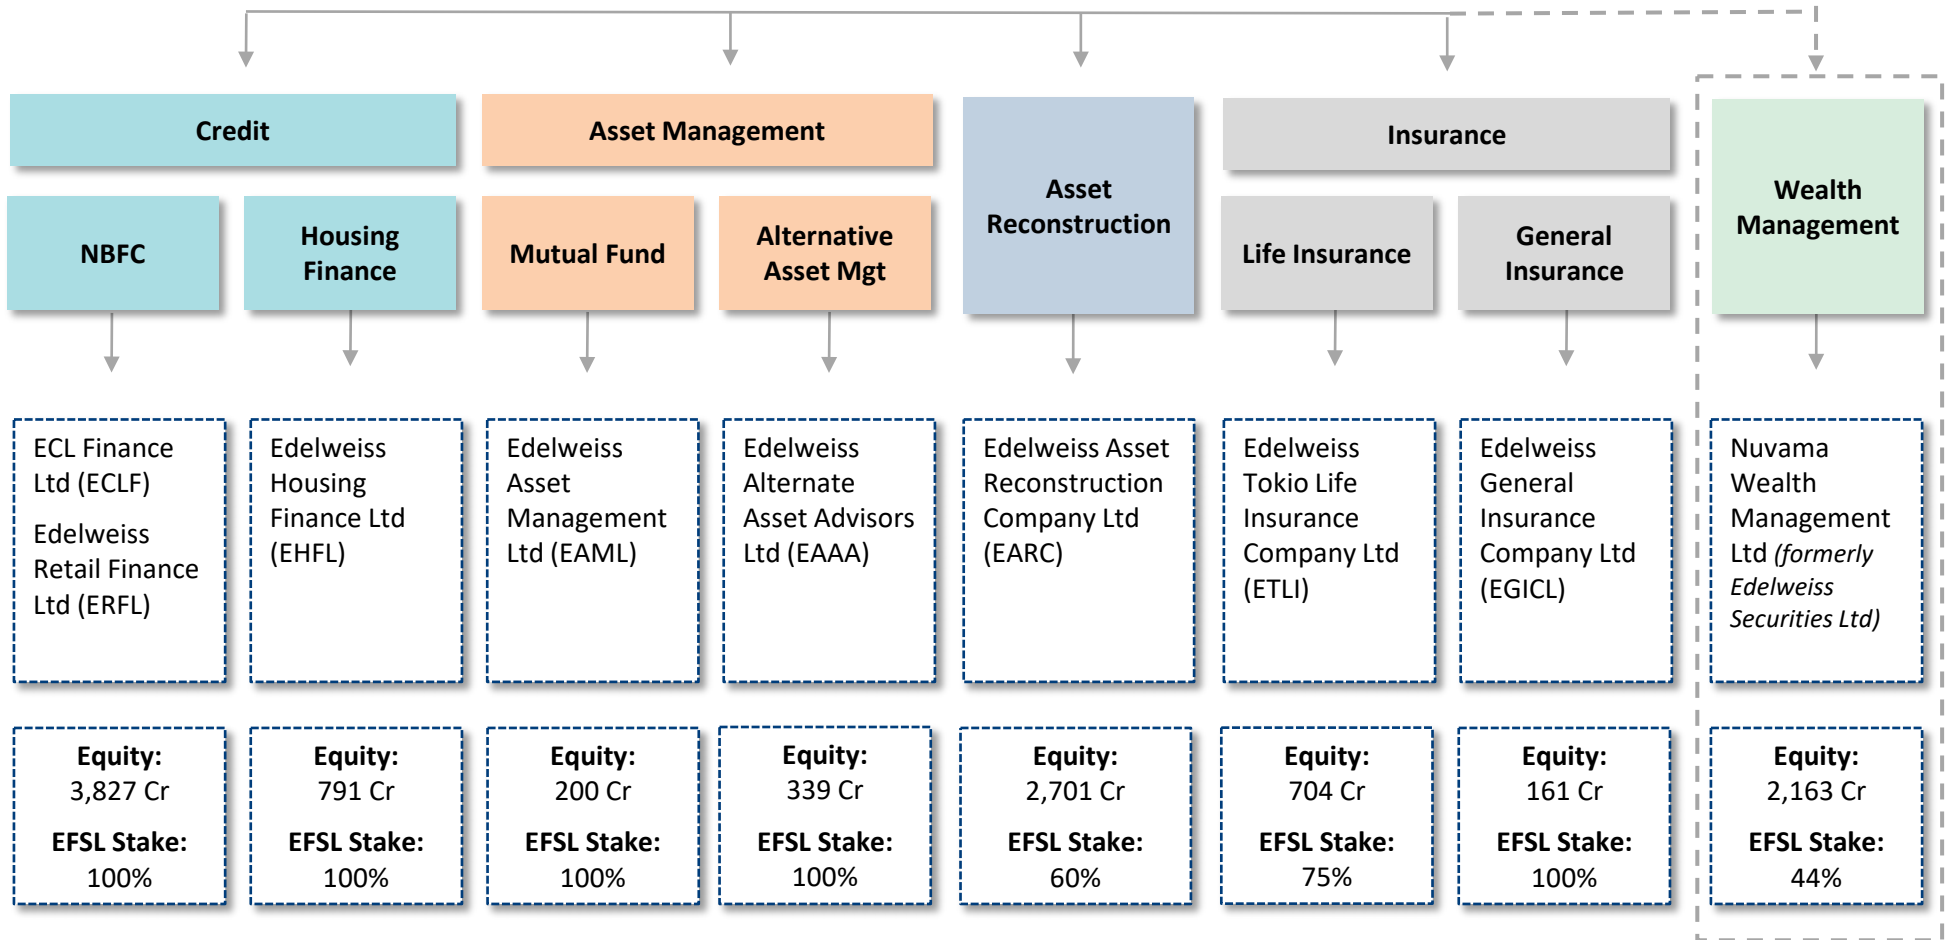 Credit
Asset Management
Asset
Reconstruction
Insurance
Wealth
Management
NBFC
Housing
Finance
Mutual Fund
Alternative
Asset Mgt
Life Insurance
General
Insurance
ECL Finance
Ltd (ECLF)
Edelweiss
Retail Finance
Ltd (ERFL)
Edelweiss
Housing
Finance Ltd
(EHFL)
Edelweiss
Asset
Management
Ltd (EAML)
Edelweiss
Alternate
Asset Advisors
Ltd (EAAA)
Edelweiss Asset
Reconstruction
Company Ltd
(EARC)
Edelweiss
Tokio Life
Insurance
Company Ltd
(ETLI)
Edelweiss
General
Insurance
Company Ltd
(EGICL)
Nuvama
Wealth
Management
Ltd (formerly
Edelweiss
Securities Ltd)
Equity:
3,827 Cr
EFSL Stake:
100%
Equity:
791 Cr
EFSL Stake:
100%
Equity:
200 Cr
EFSL Stake:
100%
Equity:
339 Cr
EFSL Stake:
100%
Equity:
2,701 Cr
EFSL Stake:
60%
Equity:
704 Cr
EFSL Stake:
75%
Equity:
161 Cr
EFSL Stake:
100%
Equity:
2,163 Cr
EFSL Stake:
44%